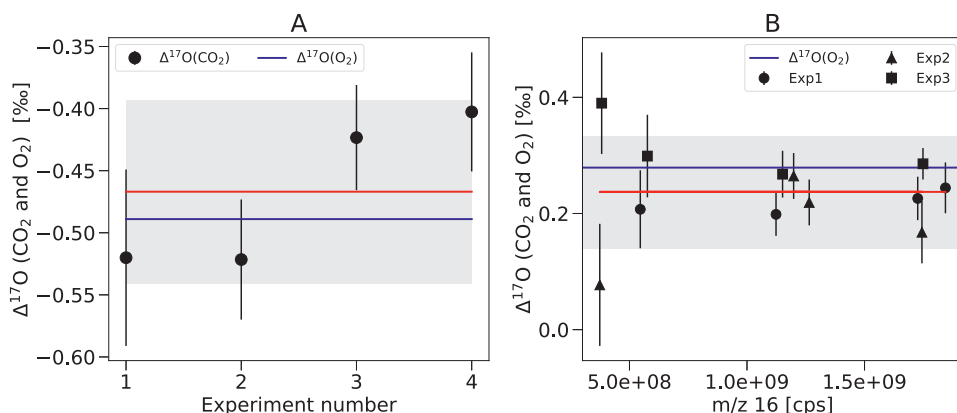 A
Δ¹⁷O (CO₂ and O₂) [‰]
−0.35
−0.40
−0.45
−0.50
−0.55
−0.60
Δ¹⁷O(CO₂)
Δ¹⁷O(O₂)
1 2 3 4
Experiment number
B
Δ¹⁷O (CO₂ and O₂) [‰]
0.4
0.2
0.0
Δ¹⁷O(O₂)
Exp1
Exp2
Exp3
5.0e+08 1.0e+09 1.5e+09
m/z 16 [cps]